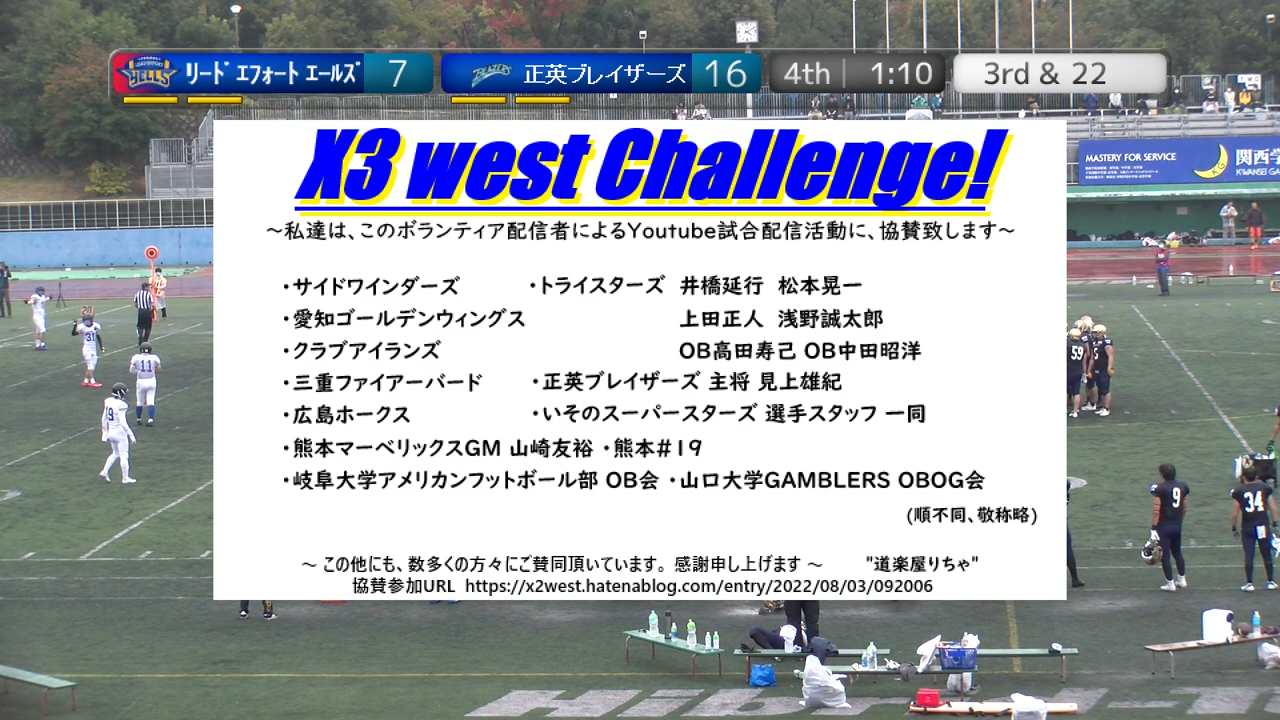 YELLS リード エフォート エールズ 7 BLAZERS 正英ブレイザーズ 16 4th 1:10 3rd & 22
X3 west Challenge!
～私達は、このボランティア配信者によるYoutube試合配信活動に、協賛致します～
・サイドワインダーズ ・トライスターズ 井橋延行 松本晃一
・愛知ゴールデンウィングス 上田正人 浅野誠太郎
・クラブアイランズ OB高田寿己 OB中田昭洋
・三重ファイアーバード ・正英ブレイザーズ 主将 見上雄紀
・広島ホークス ・いそのスーパースターズ 選手スタッフ 一同
・熊本マーベリックスGM 山崎友裕 ・熊本#19
・岐阜大学アメリカンフットボール部 OB会 ・山口大学GAMBLERS OBOG会
(順不同、敬称略)
～ この他にも、数多くの方々にご賛同頂いています。 感謝申し上げます ～ "道楽屋りちゃ"
協賛参加URL https://x2west.hatenablog.com/entry/2022/08/03/092006
MASTERY FOR SERVICE
関西学
KWANSEI GA
31
11
9
59
9
34